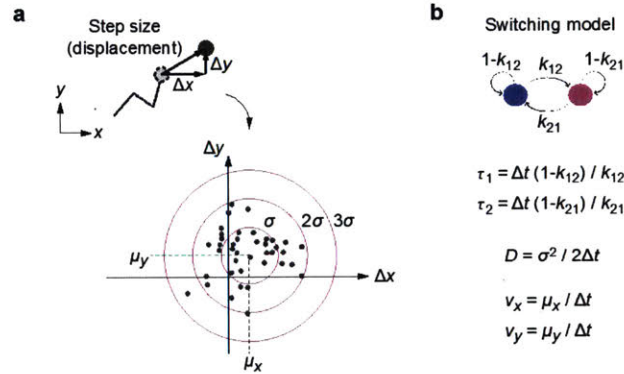 a
Step size
(displacement)
Δy
Δx
y
x
Δy
σ
2σ
3σ
μy
Δx
μx
b
Switching model
1-k12
k12
1-k21
k21
τ1 = Δt (1-k12) / k12
τ2 = Δt (1-k21) / k21
D = σ² / 2Δt
vx = μx / Δt
vy = μy / Δt